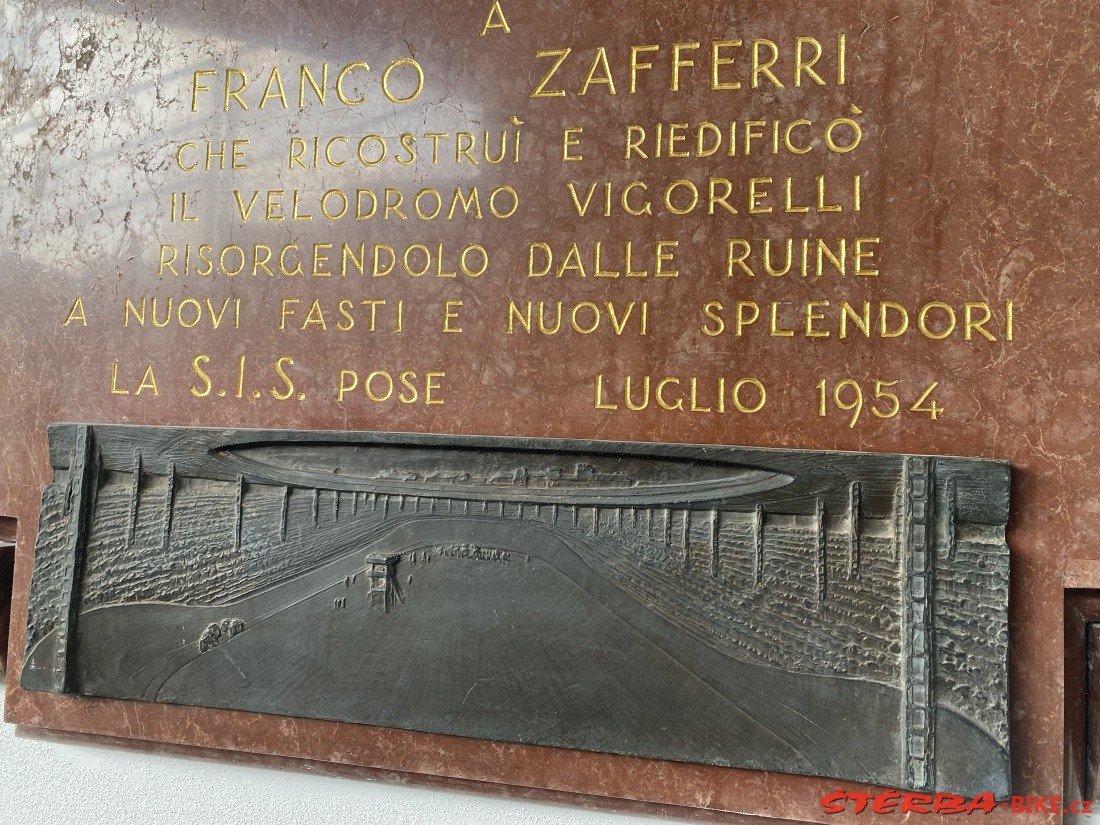 A
FRANCO ZAFFERRI
CHE RICOSTRUÌ E RIEDIFICÒ
IL VELODROMO VIGORELLI
RISORGENDOLO DALLE RUINE
A NUOVI FASTI E NUOVI SPLENDORI
LA S.I.S. POSE LUGLIO 1954
ŠTĚRBA-BIKE.cz